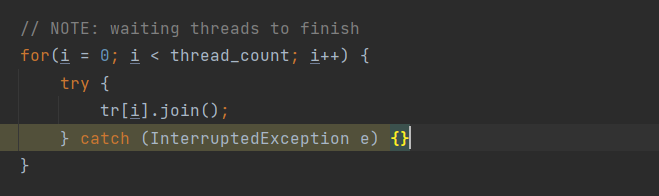 // NOTE: waiting threads to finish
for(i = 0; i < thread_count; i++) {
    try {
        tr[i].join();
    } catch (InterruptedException e) {}
}